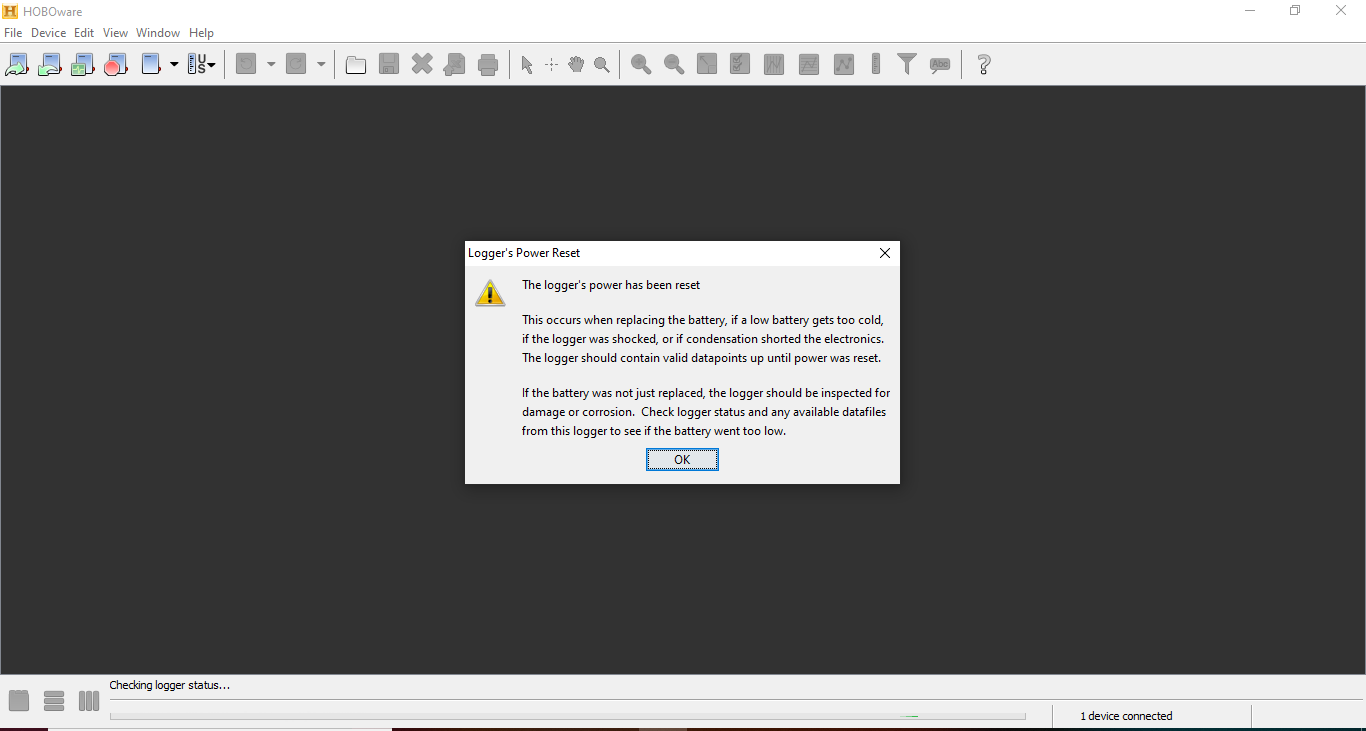 HOBOware
File Device Edit View Window Help
US
Abc
Logger's Power Reset
The logger's power has been reset
This occurs when replacing the battery, if a low battery gets too cold,
if the logger was shocked, or if condensation shorted the electronics.
The logger should contain valid datapoints up until power was reset.
If the battery was not just replaced, the logger should be inspected for
damage or corrosion.  Check logger status and any available datafiles
from this logger to see if the battery went too low.
OK
Checking logger status...
1 device connected